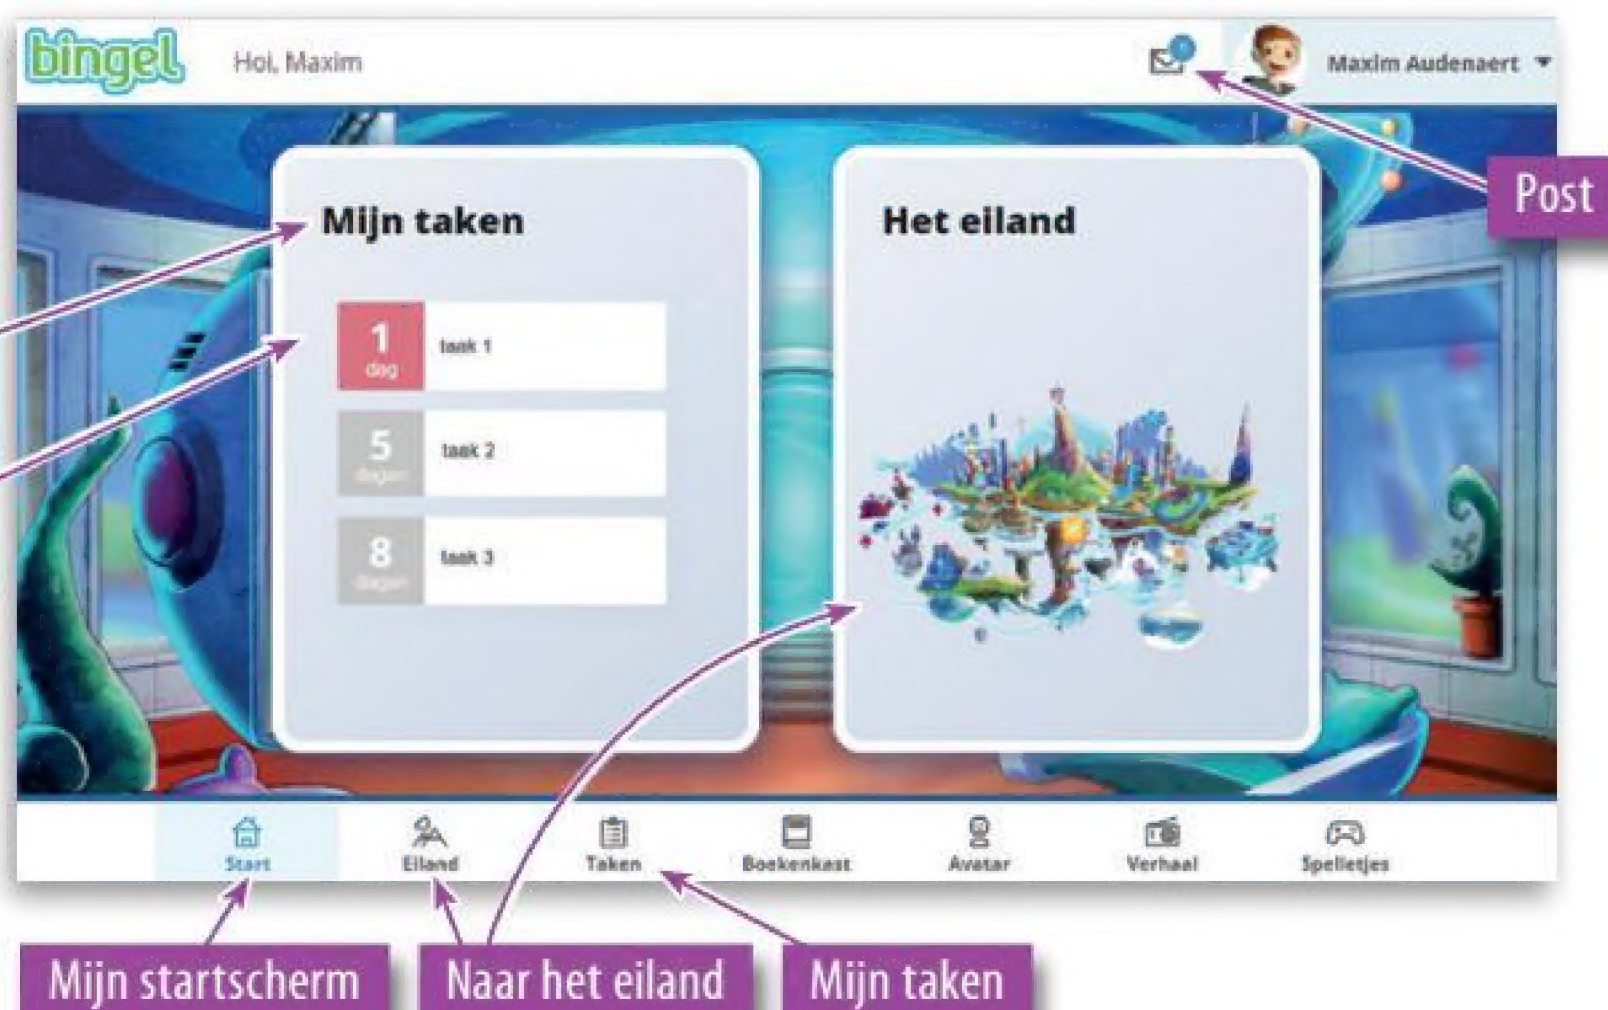 bingel
Hoi, Maxim
Maxim Audenaert
Post
Mijn taken
1
dag
taak 1
5
dagen
taak 2
8
dagen
taak 3
Het eiland
Start
Eiland
Taken
Boekenkast
Avatar
Verhaal
Spelletjes
Mijn startscherm
Naar het eiland
Mijn taken